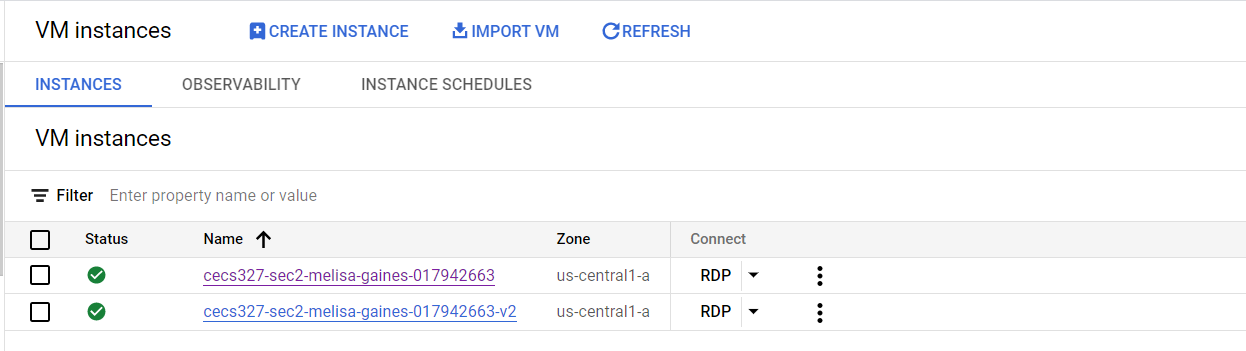 VM instances CREATE INSTANCE IMPORT VM REFRESH
INSTANCES OBSERVABILITY INSTANCE SCHEDULES
VM instances
Filter Enter property name or value
Status Name Zone Connect
cecs327-sec2-melisa-gaines-017942663 us-central1-a RDP
cecs327-sec2-melisa-gaines-017942663-v2 us-central1-a RDP